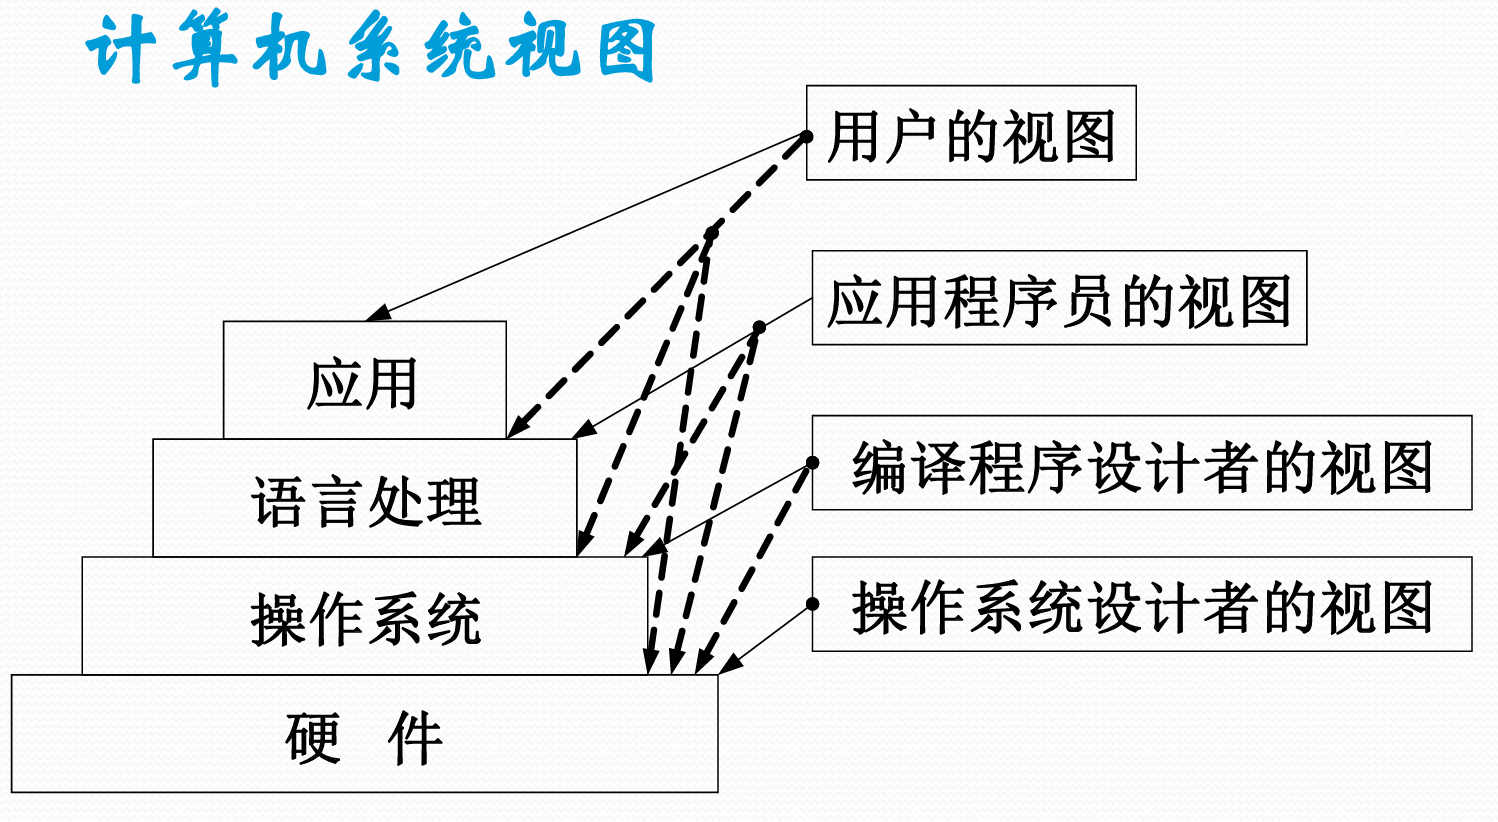 计算机系统视图
用户的视图
应用程序员的视图
应用
编译程序设计者的视图
语言处理
操作系统设计者的视图
操作系统
硬 件